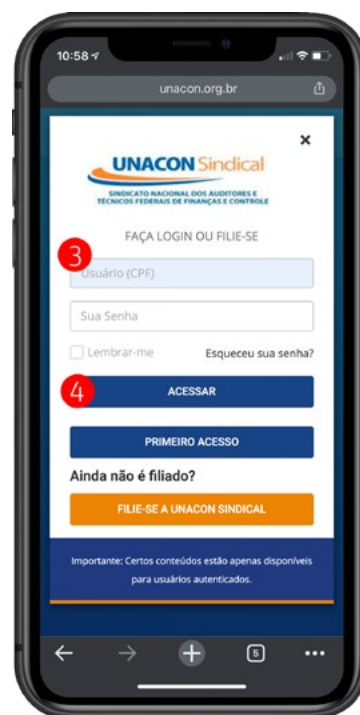 10:58
unacon.org.br
×
UNACON Sindical
SINDICATO NACIONAL DOS AUDITORES E
TÉCNICOS FEDERAIS DE FINANÇAS E CONTROLE
FAÇA LOGIN OU FILIE-SE
3
Usuário (CPF)
Sua Senha
Lembrar-me Esqueceu sua senha?
4 ACESSAR
PRIMEIRO ACESSO
Ainda não é filiado?
FILIE-SE A UNACON SINDICAL
Importante: Certos conteúdos estão apenas disponíveis
para usuários autenticados.
5